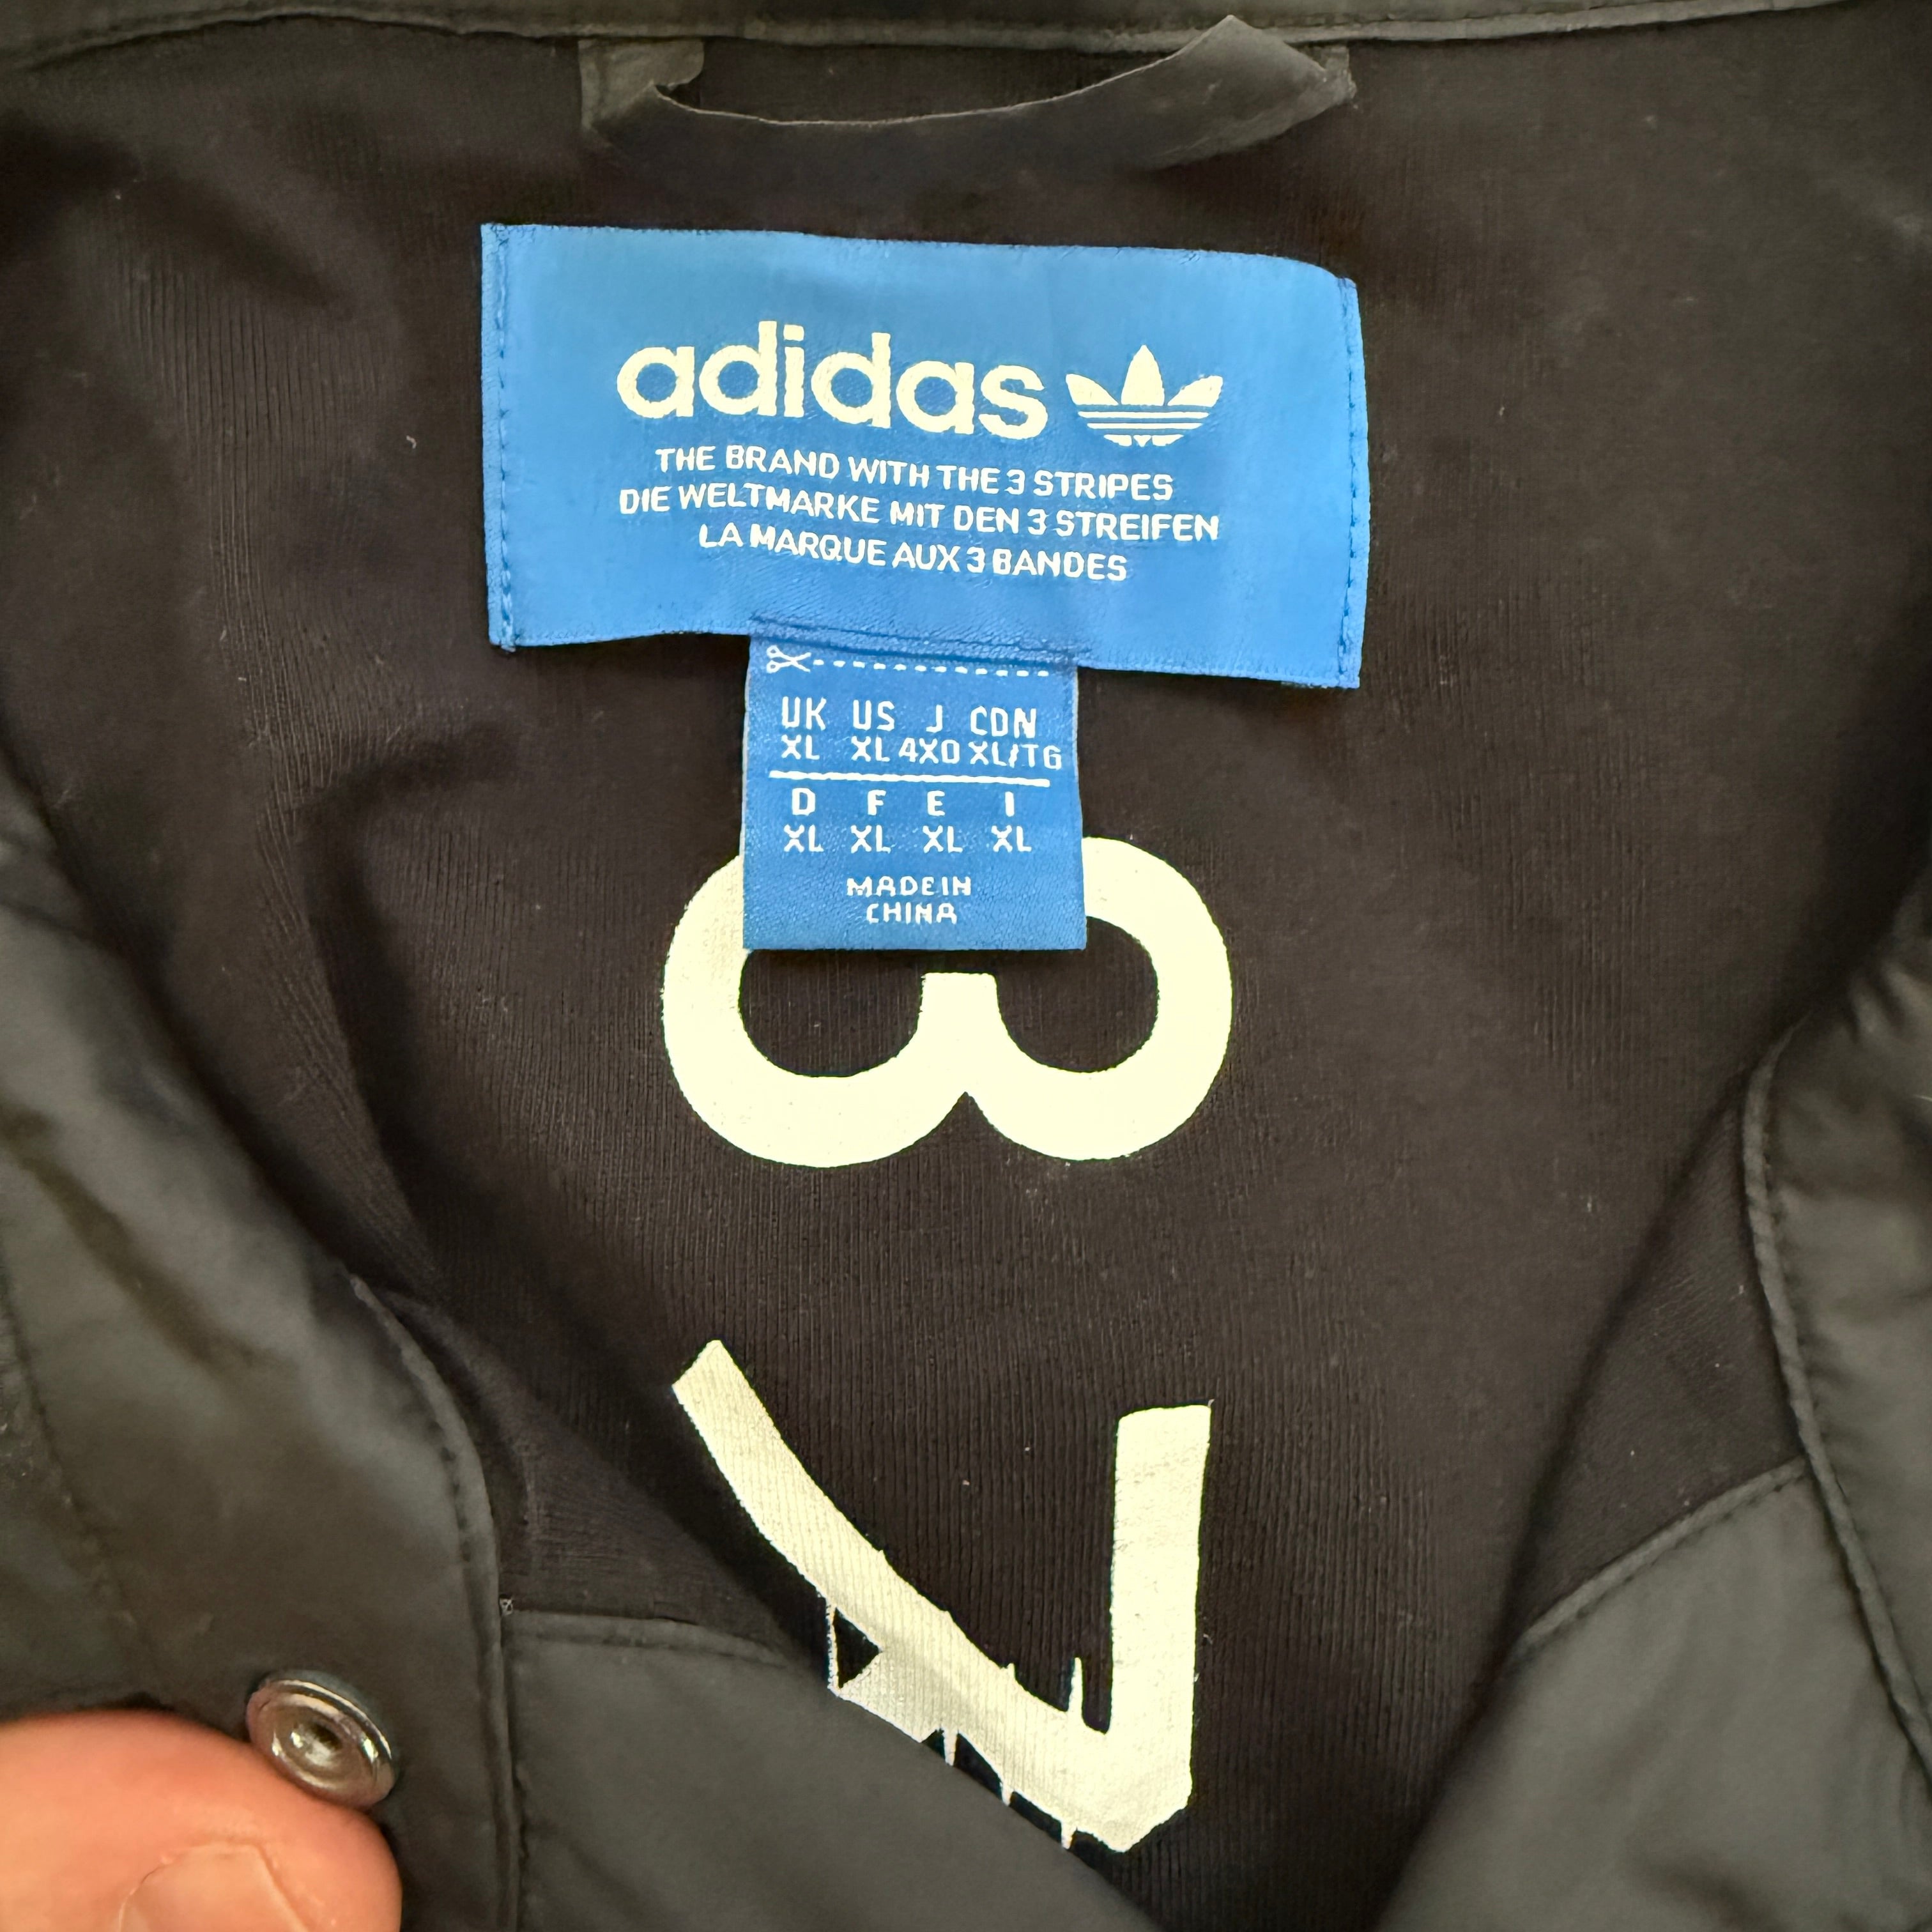 adidas
THE BRAND WITH THE 3 STRIPES
DIE WELTMARKE MIT DEN 3 STREIFEN
LA MARQUE AUX 3 BANDES
UK US J CDN
XL XL 4XO XL/TG
D F E I
XL XL XL XL
MADE IN
CHINA